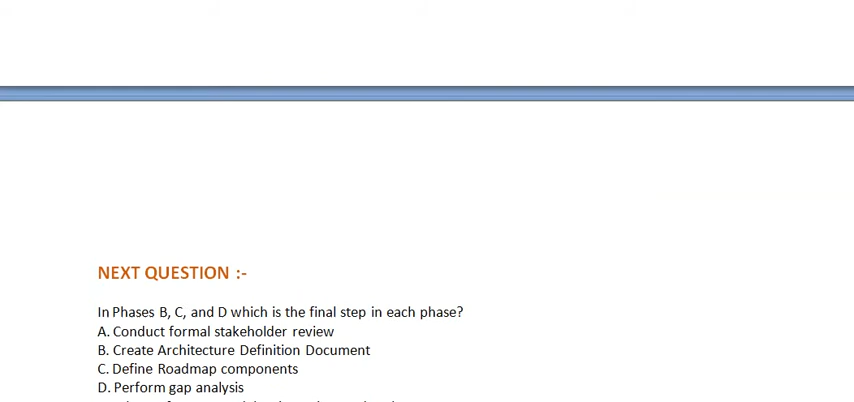 NEXT QUESTION :-
In Phases B, C, and D which is the final step in each phase?
A. Conduct formal stakeholder review
B. Create Architecture Definition Document
C. Define Roadmap components
D. Perform gap analysis